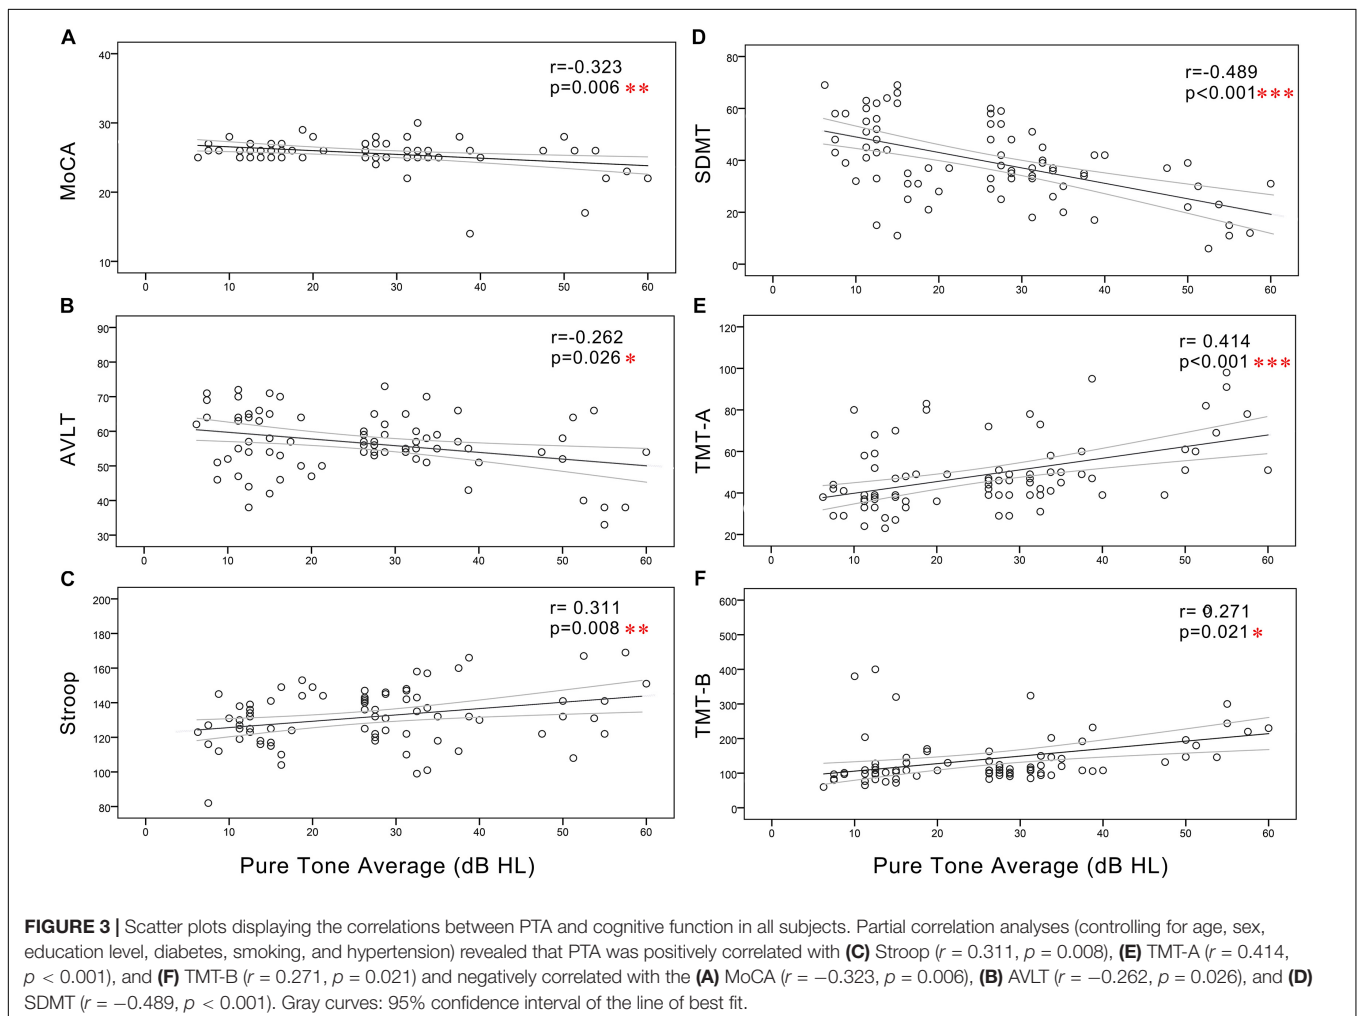 A
MoCA
40
30
20
10
r=-0.323
p=0.006 **
0 10 20 30 40 50 60
B
AVLT
90
80
70
60
50
40
30
r=-0.262
p=0.026 *
0 10 20 30 40 50 60
C
Stroop
200
180
160
140
120
100
80
r= 0.311
p=0.008 **
0 10 20 30 40 50 60
Pure Tone Average (dB HL)
D
SDMT
80
60
40
20
0
r=-0.489
p<0.001***
0 10 20 30 40 50 60
E
TMT-A
120
100
80
60
40
20
r= 0.414
p<0.001 ***
0 10 20 30 40 50 60
F
TMT-B
600
500
400
300
200
100
0
r= 0.271
p=0.021 *
0 10 20 30 40 50 60
Pure Tone Average (dB HL)
FIGURE 3 | Scatter plots displaying the correlations between PTA and cognitive function in all subjects. Partial correlation analyses (controlling for age, sex,
education level, diabetes, smoking, and hypertension) revealed that PTA was positively correlated with (C) Stroop (r = 0.311, p = 0.008), (E) TMT-A (r = 0.414,
p < 0.001), and (F) TMT-B (r = 0.271, p = 0.021) and negatively correlated with the (A) MoCA (r = −0.323, p = 0.006), (B) AVLT (r = −0.262, p = 0.026), and (D)
SDMT (r = −0.489, p < 0.001). Gray curves: 95% confidence interval of the line of best fit.